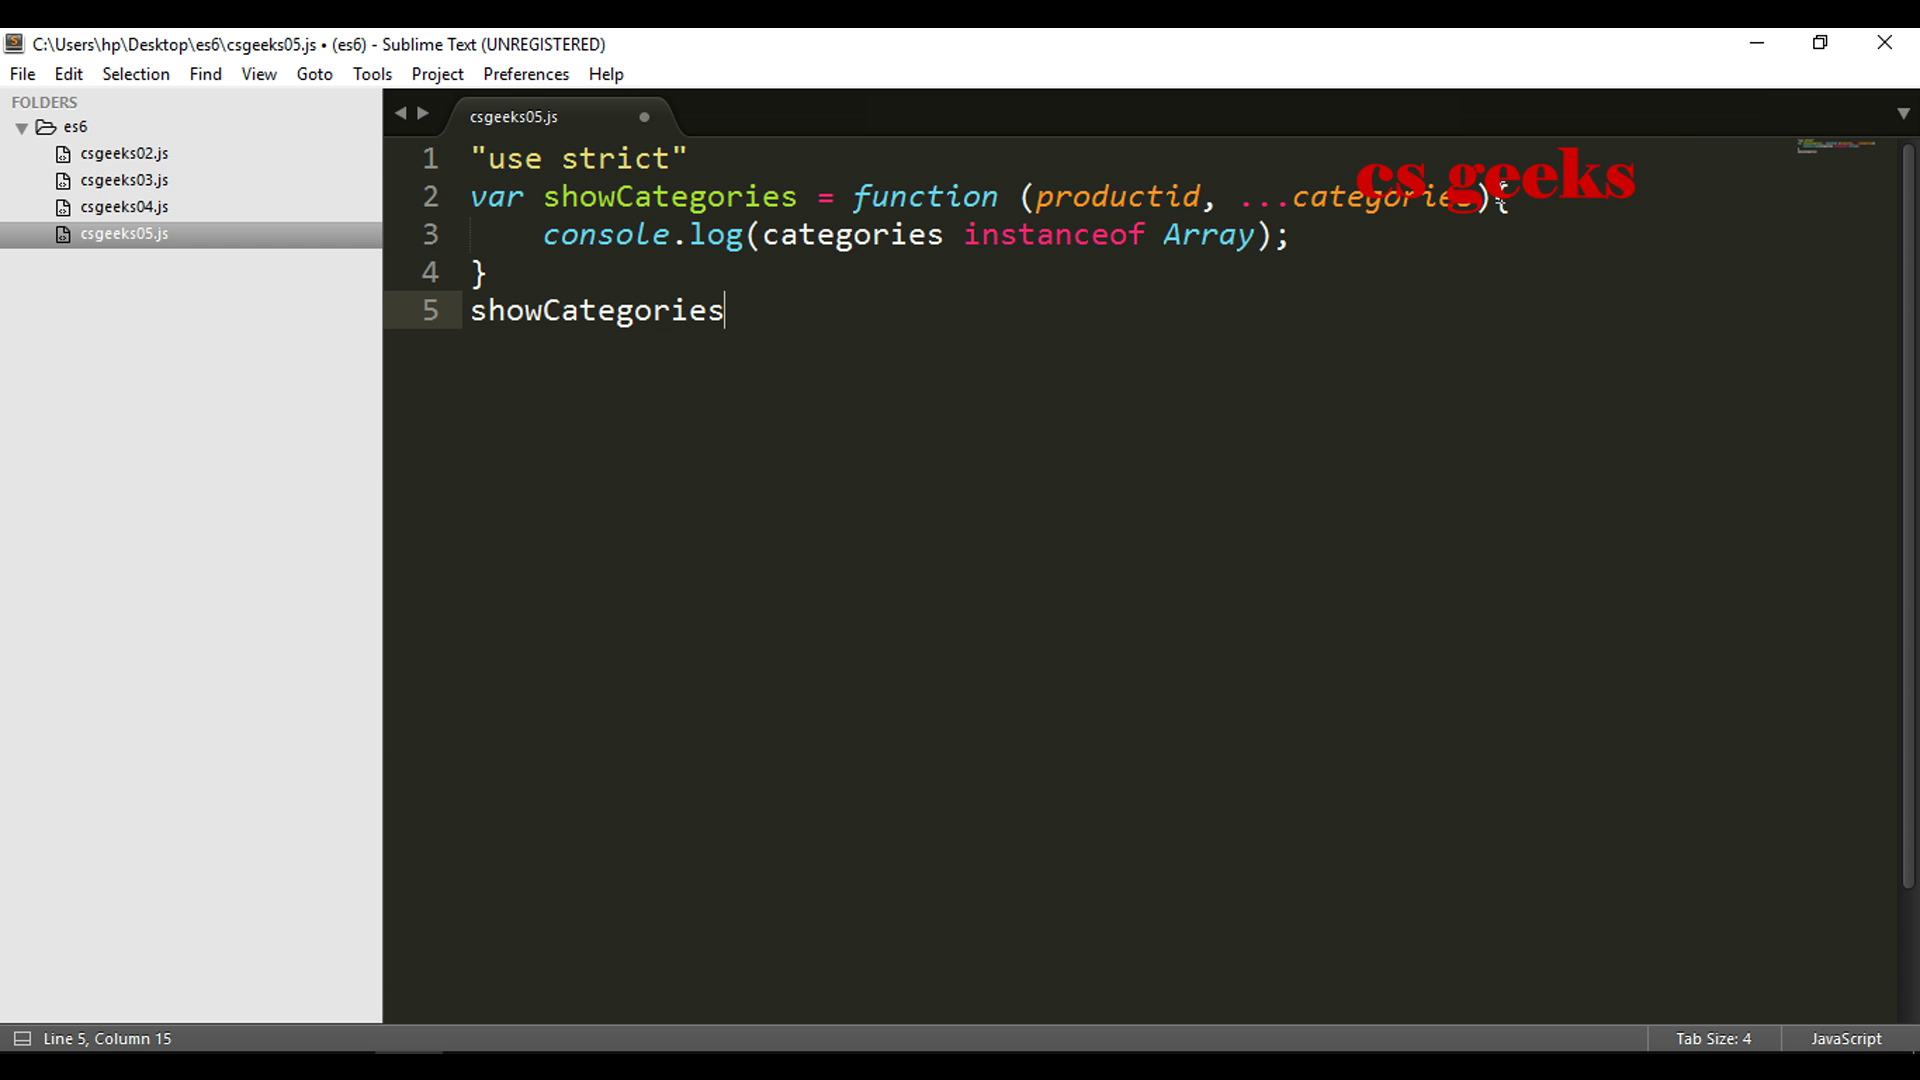 C:\Users\hp\Desktop\es6\csgeeks05.js • (es6) - Sublime Text (UNREGISTERED)
File Edit Selection Find View Goto Tools Project Preferences Help
FOLDERS
es6
csgeeks02.js
csgeeks03.js
csgeeks04.js
csgeeks05.js
csgeeks05.js
cs geeks
1 "use strict"
2 var showCategories = function (productid, ...categories){
3 console.log(categories instanceof Array);
4 }
5 showCategories
Line 5, Column 15
Tab Size: 4
JavaScript